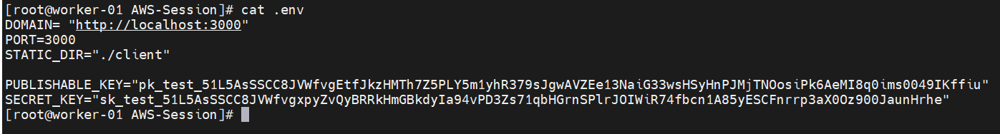 [root@worker-01 AWS-Session]# cat .env
DOMAIN= "http://localhost:3000"
PORT=3000
STATIC_DIR="./client"
PUBLISHABLE_KEY="pk_test_51L5AsSSCC8JVWfvgEtfJkzHMTh7Z5PLY5m1yhR379sJgwAVZEe13NaiG33wsHSyHnPJMjTNOosiPk6AeMI8q0ims0049IKffiu"
SECRET_KEY="sk_test_51L5AsSSCC8JVWfvgxpyZvQyBRRkHmGBkdyIa94vPD3Zs71qbHGrnSPlrJOIWiR74fbcn1A85yESCFnrrp3aX0Oz900JaunHrhe"
[root@worker-01 AWS-Session]#